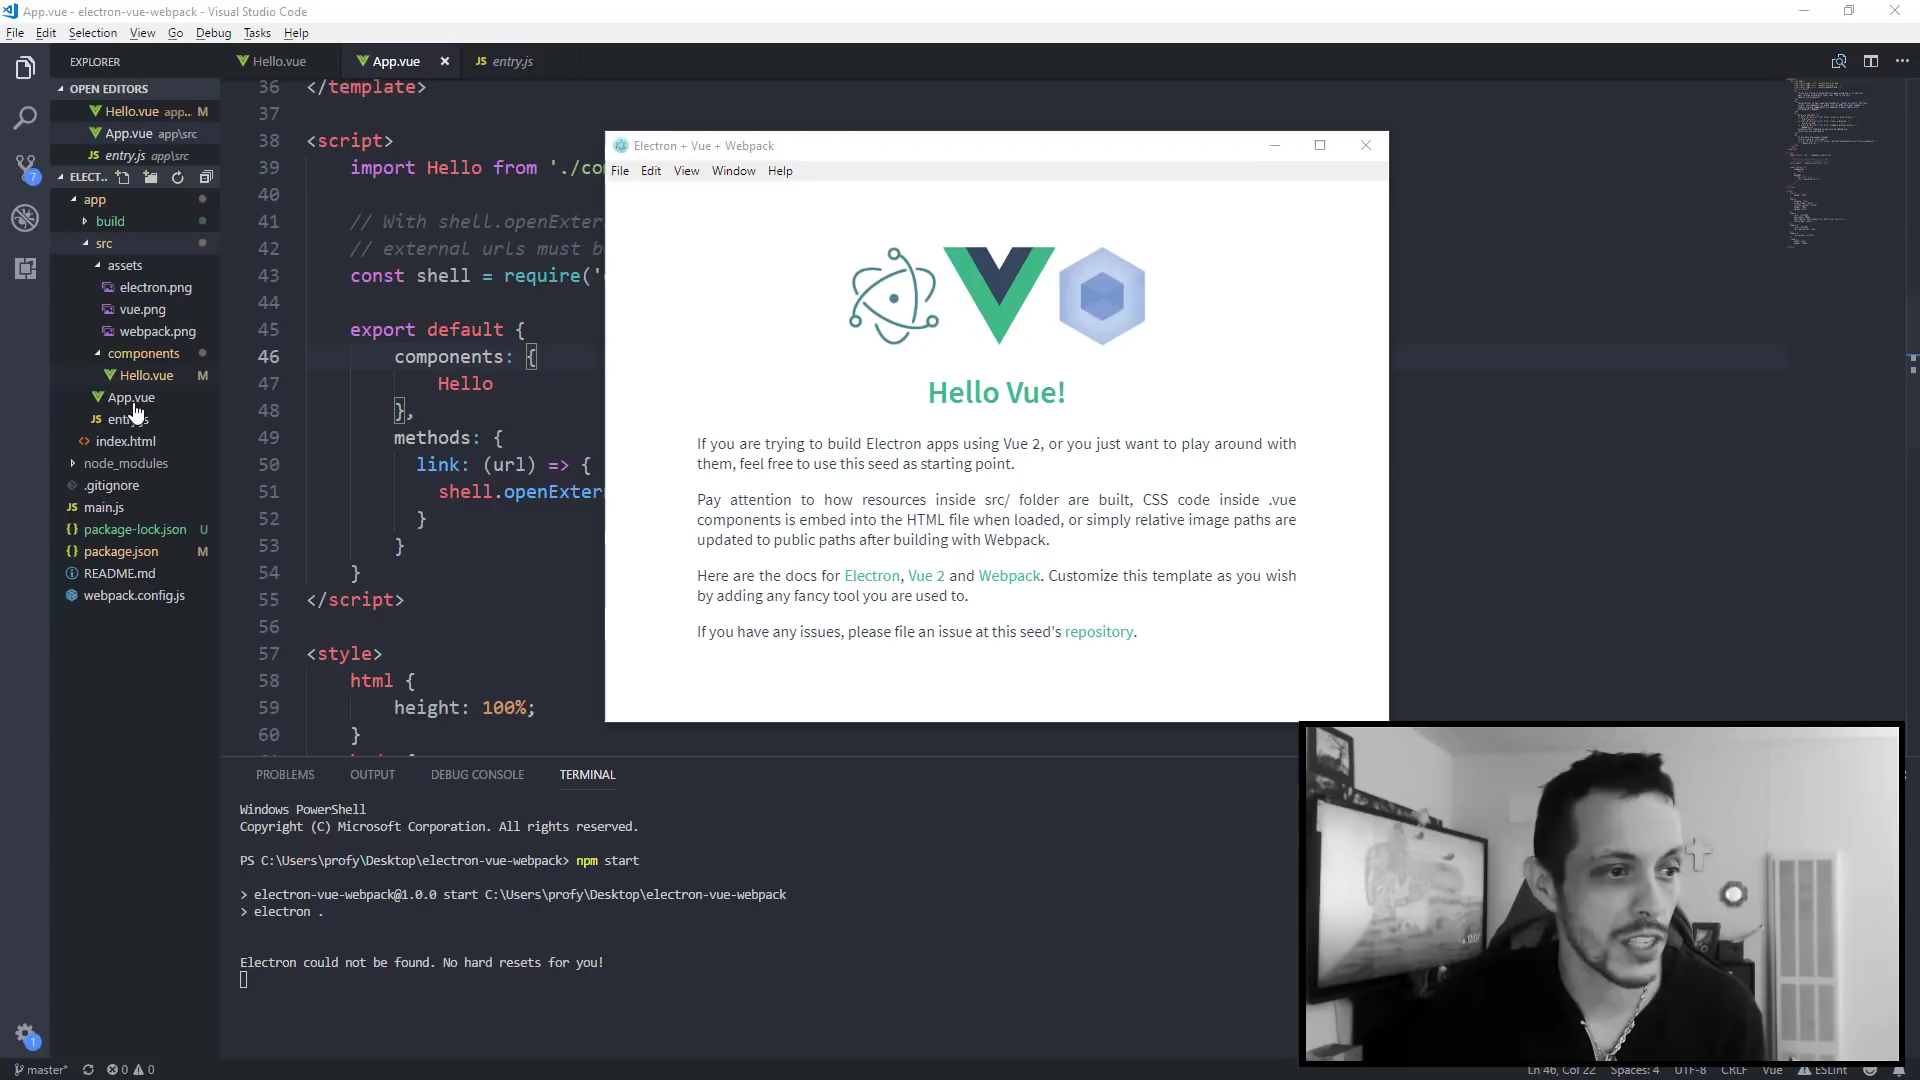 App.vue - electron-vue-webpack - Visual Studio Code
File Edit Selection View Go Debug Tasks Help
EXPLORER
OPEN EDITORS
Hello.vue app... M
App.vue app\src
entry.js app\src
7
ELECT..
app
build
src
assets
electron.png
vue.png
webpack.png
components
Hello.vue M
App.vue
index.html
node_modules
.gitignore
JS main.js
{} package-lock.json U
{} package.json M
README.md
webpack.config.js
1
Hello.vue App.vue JS entry.js
36 </template>
37
38 <script>
39 import Hello from
40
41 // With
42 // external urls must
43 const shell = require('
44
45 export default {
46 components: {
47 Hello
48 },
49 methods: {
50 link: (url) => {
51
52 }
53 }
54 }
55 </script>
56
57 <style>
58 html {
59 height: 100%;
60 }
Electron + Vue + Webpack
File Edit View Window Help
Hello Vue!
If you are trying to build Electron apps using Vue 2, or you just want to play around with
them, feel free to use this seed as starting point.
Pay attention to how resources inside src/ folder are built, CSS code inside .vue
components is embed into the HTML file when loaded, or simply relative image paths are
updated to public paths after building with Webpack.
Here are the docs for Electron, Vue 2 and Webpack. Customize this template as you wish
by adding any fancy tool you are used to.
If you have any issues, please file an issue at this seed's repository.
PROBLEMS OUTPUT DEBUG CONSOLE TERMINAL
Windows PowerShell
Copyright (C) Microsoft Corporation. All rights reserved.
PS C:\Users\profy\Desktop\electron-vue-webpack> npm start
> electron-vue-webpack@1.0.0 start C:\Users\profy\Desktop\electron-vue-webpack
> electron .
Electron could not be found. No hard resets for you!
master* 0 0
Ln 46, Col 22 Spaces: 4 UTF-8 CRLF Vue ESLint